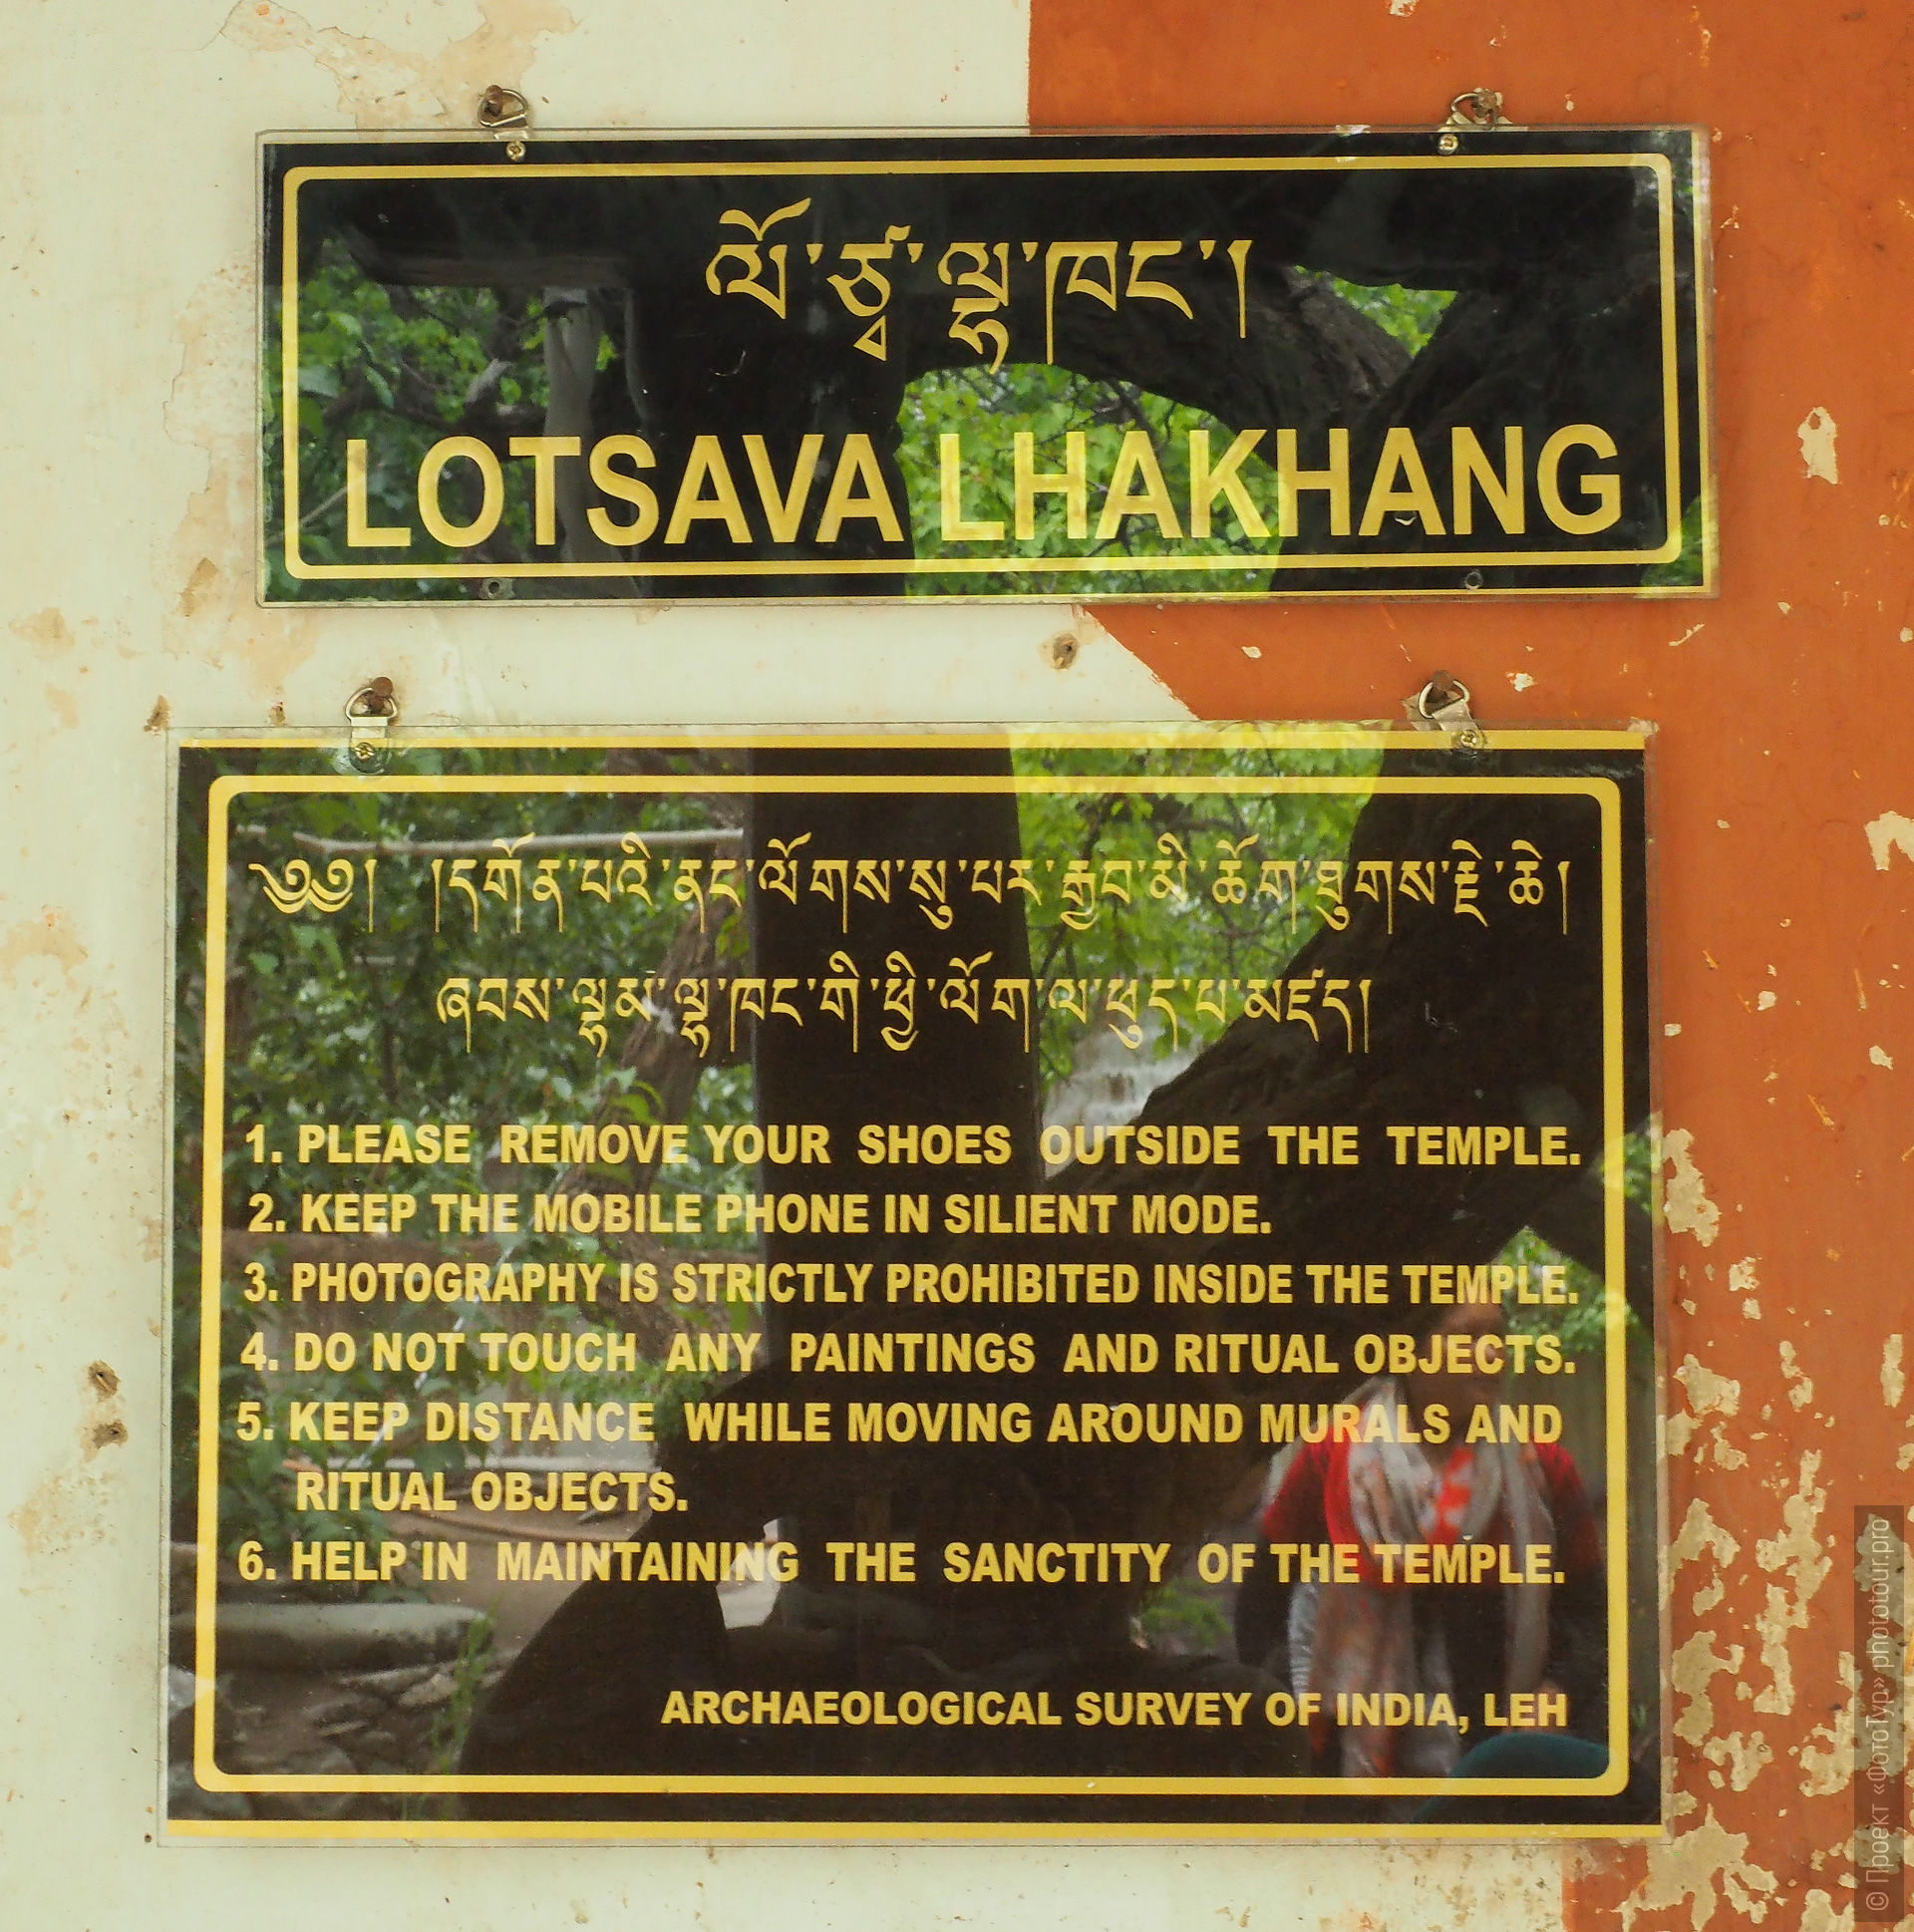 ལོ་ཙཱ་ལྷ་ཁང་།
LOTSAVA LHAKHANG
༄༅། །དགོན་པའི་ནང་ལོགས་སུ་པར་རྒྱབ་མི་ཆོག་ཐུགས་རྗེ་ཆེ།
ཞབས་ལྷམ་ལྷ་ཁང་གི་ཕྱི་ལོག་ལ་ཕུད་པ་མཛད།
1. PLEASE REMOVE YOUR SHOES OUTSIDE THE TEMPLE.
2. KEEP THE MOBILE PHONE IN SILIENT MODE.
3. PHOTOGRAPHY IS STRICTLY PROHIBITED INSIDE THE TEMPLE.
4. DO NOT TOUCH ANY PAINTINGS AND RITUAL OBJECTS.
5. KEEP DISTANCE WHILE MOVING AROUND MURALS AND
RITUAL OBJECTS.
6. HELP IN MAINTAINING THE SANCTITY OF THE TEMPLE.
ARCHAEOLOGICAL SURVEY OF INDIA, LEH
© Проект «ФотоТур» phototour.pro